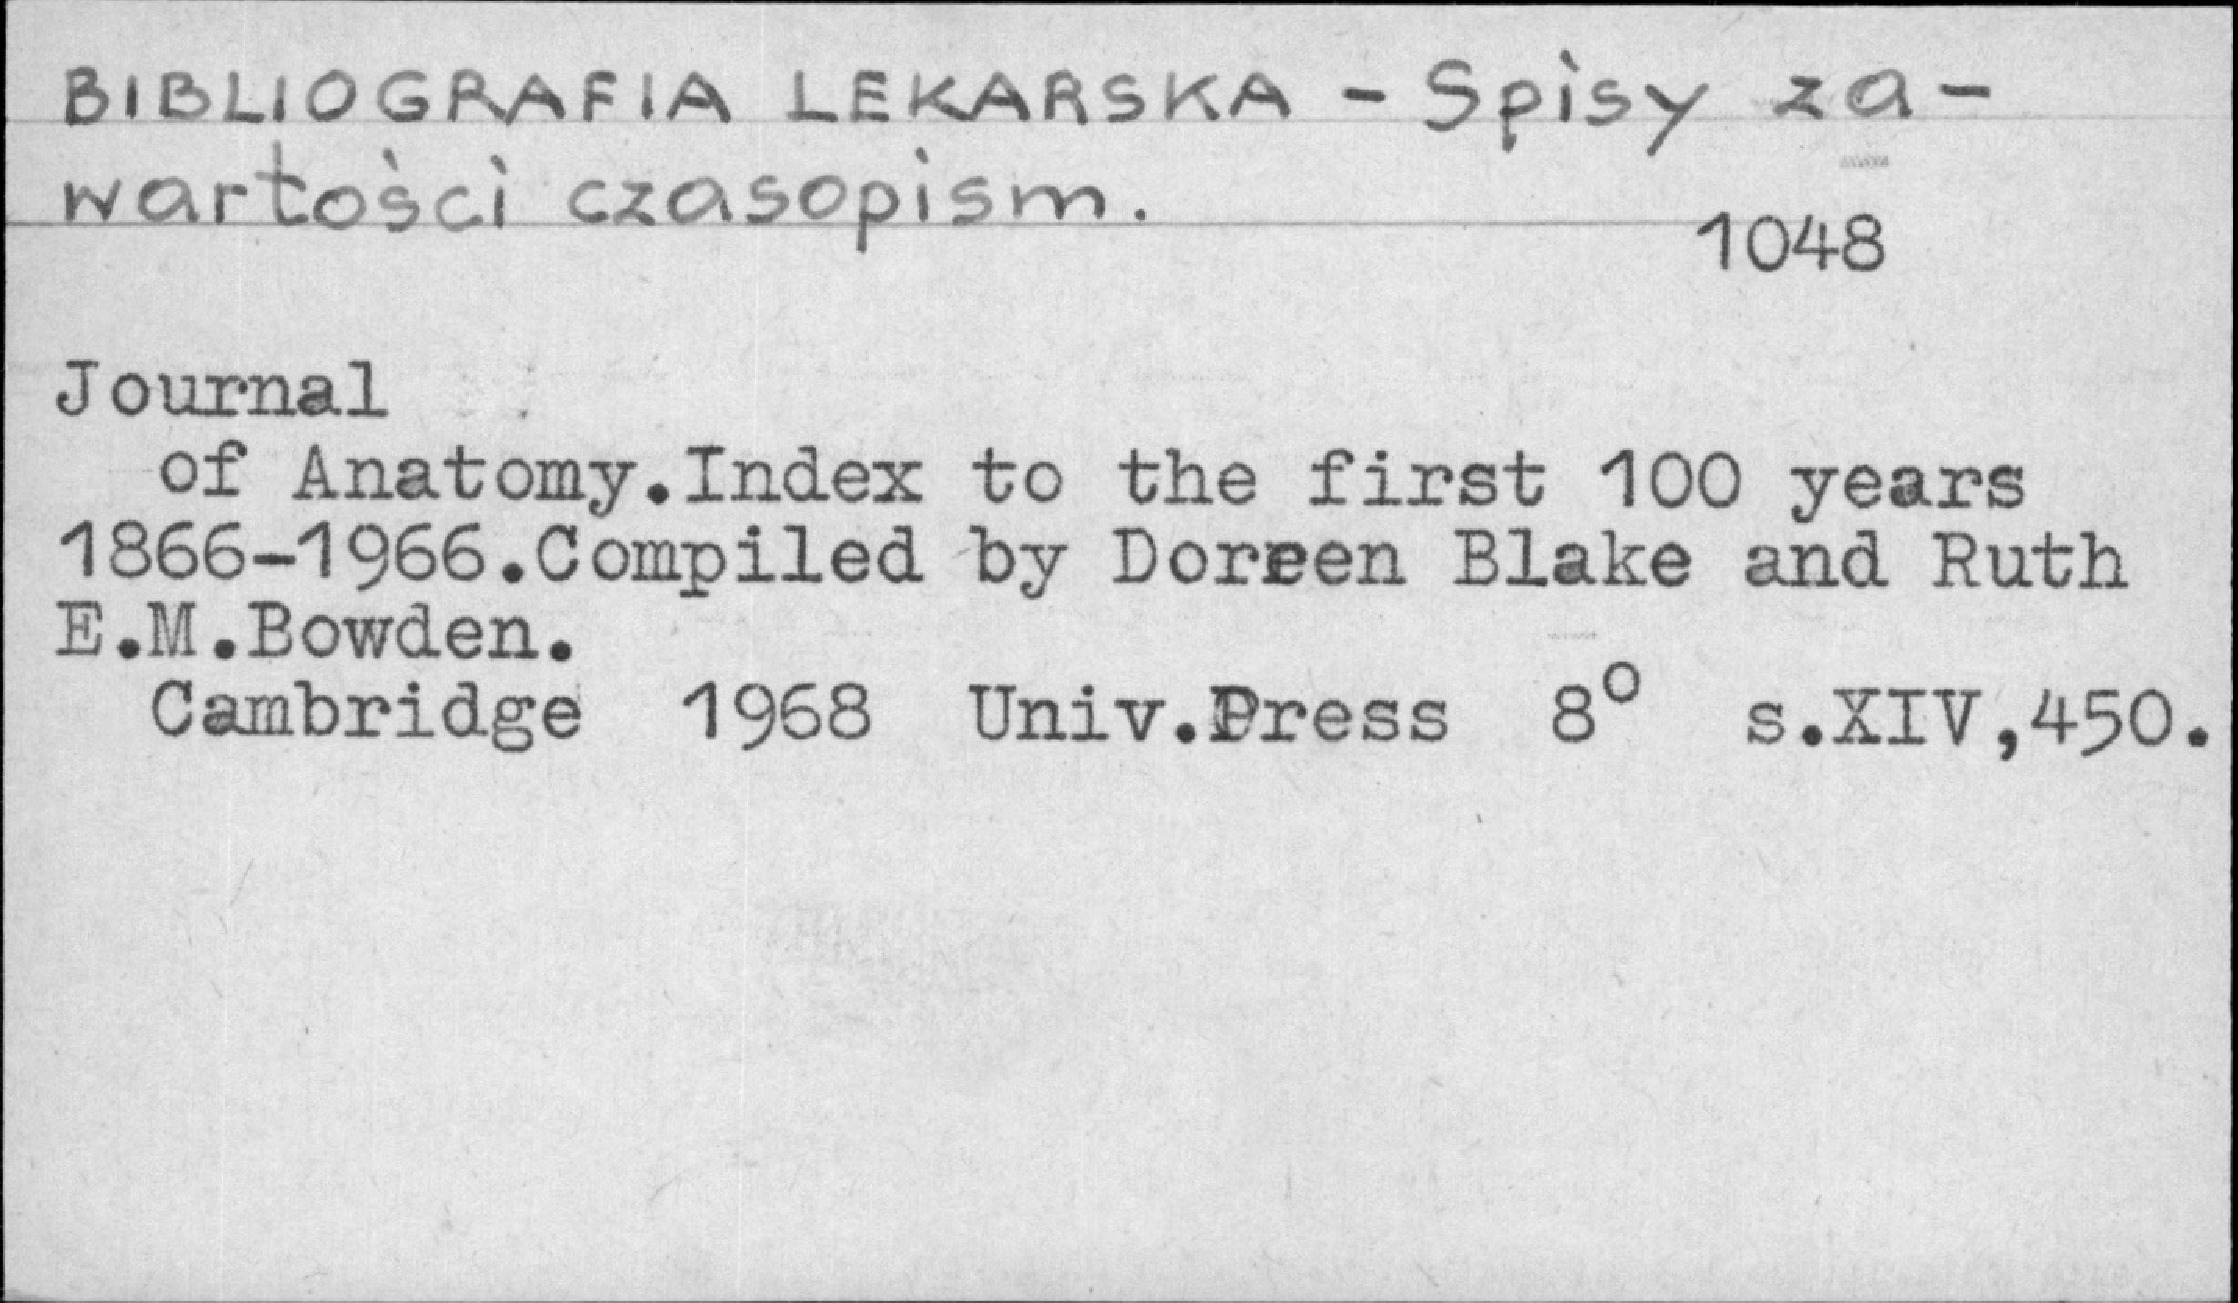 BIBLIOGRAFIA LEKARSKA - Spisy za-
wartości czasopism.
1048
Journal
of Anatomy.Index to the first 100 years
1866-1966.Compiled by Doreen Blake and Ruth
E.M.Bowden.
Cambridge 1968 Univ.Press 8° s.XIV,450.